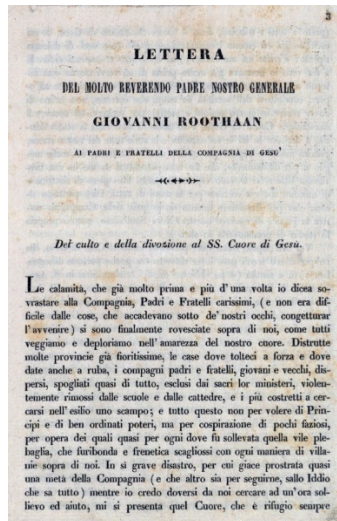 3
LETTERA
DEL MOLTO REVERENDO PADRE NOSTRO GENERALE
GIOVANNI ROOTHAAN
AI PADRI E FRATELLI DELLA COMPAGNIA DI GESU'
Del culto e della divozione al SS. Cuore di Gesù.
Le calamità, che già molto prima e più d'una volta io dicea so-
vrastare alla Compagnia, Padri e Fratelli carissimi, (e non era dif-
ficile dalle cose, che accadevano sotto de' nostri occhi, congetturar
l'avvenire) si sono finalmente rovesciate sopra di noi, come tutti
veggiamo e deploriamo nell'amarezza del nostro cuore. Distrutte
molte provincie già fioritissime, le case dove tolteci a forza e dove
date anche a ruba, i compagni padri e fratelli, giovani e vecchi, di-
spersi, spogliati quasi di tutto, esclusi dai sacri lor ministeri, violen-
temente rimossi dalle scuole e dalle cattedre, e i più costretti a cer-
carsi nell'esilio uno scampo; e tutto questo non per volere di Prin-
cipi e di ben ordinati poteri, ma per cospirazione di pochi faziosi,
per opera dei quali quasi per ogni dove fu sollevata quella vile ple-
baglia, che furibonda e frenetica scagliossi con ogni maniera di villa-
nie sopra di noi. In sì grave disastro, per cui giace prostrata quasi
una metà della Compagnia (e che altro sia per seguirne, sallo Iddio
che sa tutto) mentre io credo doversi da noi cercare ad un'ora sol-
lievo ed aiuto, mi si presenta quel Cuore, che è rifugio sempre